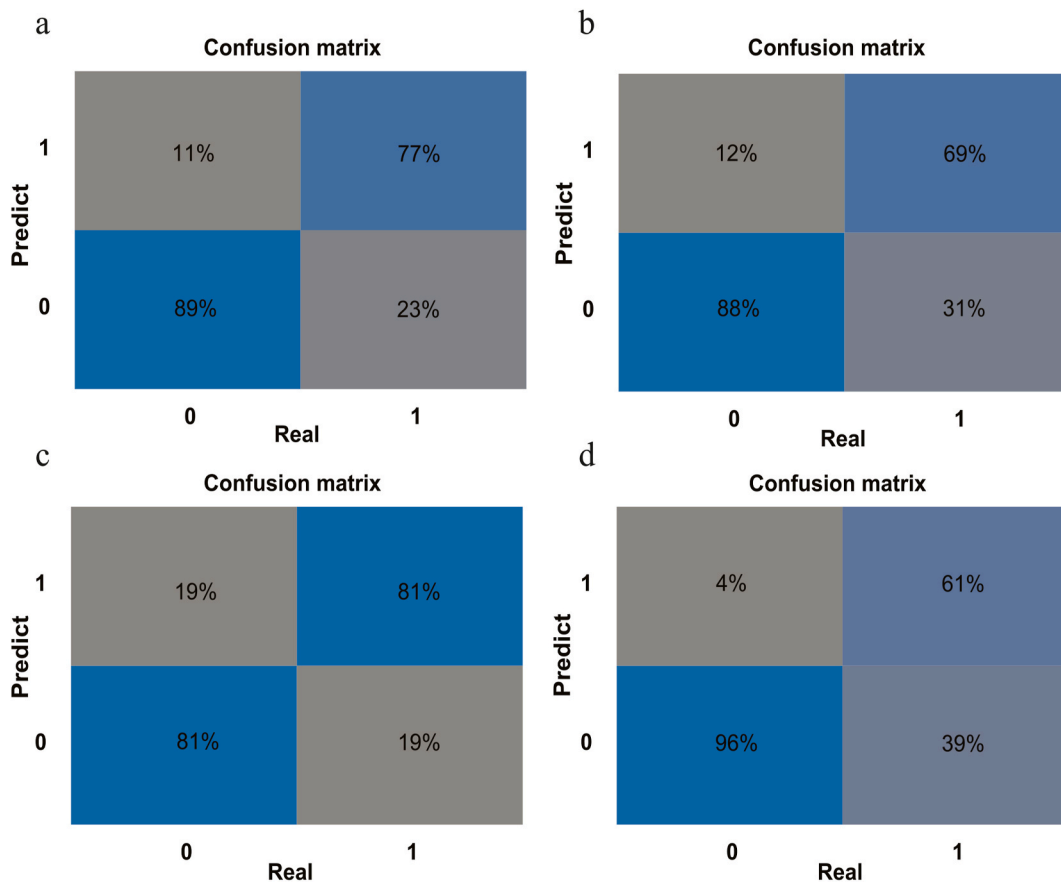 a
Confusion matrix
1
11%
77%
Predict
0
89%
23%
0
1
Real
b
Confusion matrix
1
12%
69%
Predict
0
88%
31%
0
1
Real
c
Confusion matrix
1
19%
81%
Predict
0
81%
19%
0
1
Real
d
Confusion matrix
1
4%
61%
Predict
0
96%
39%
0
1
Real